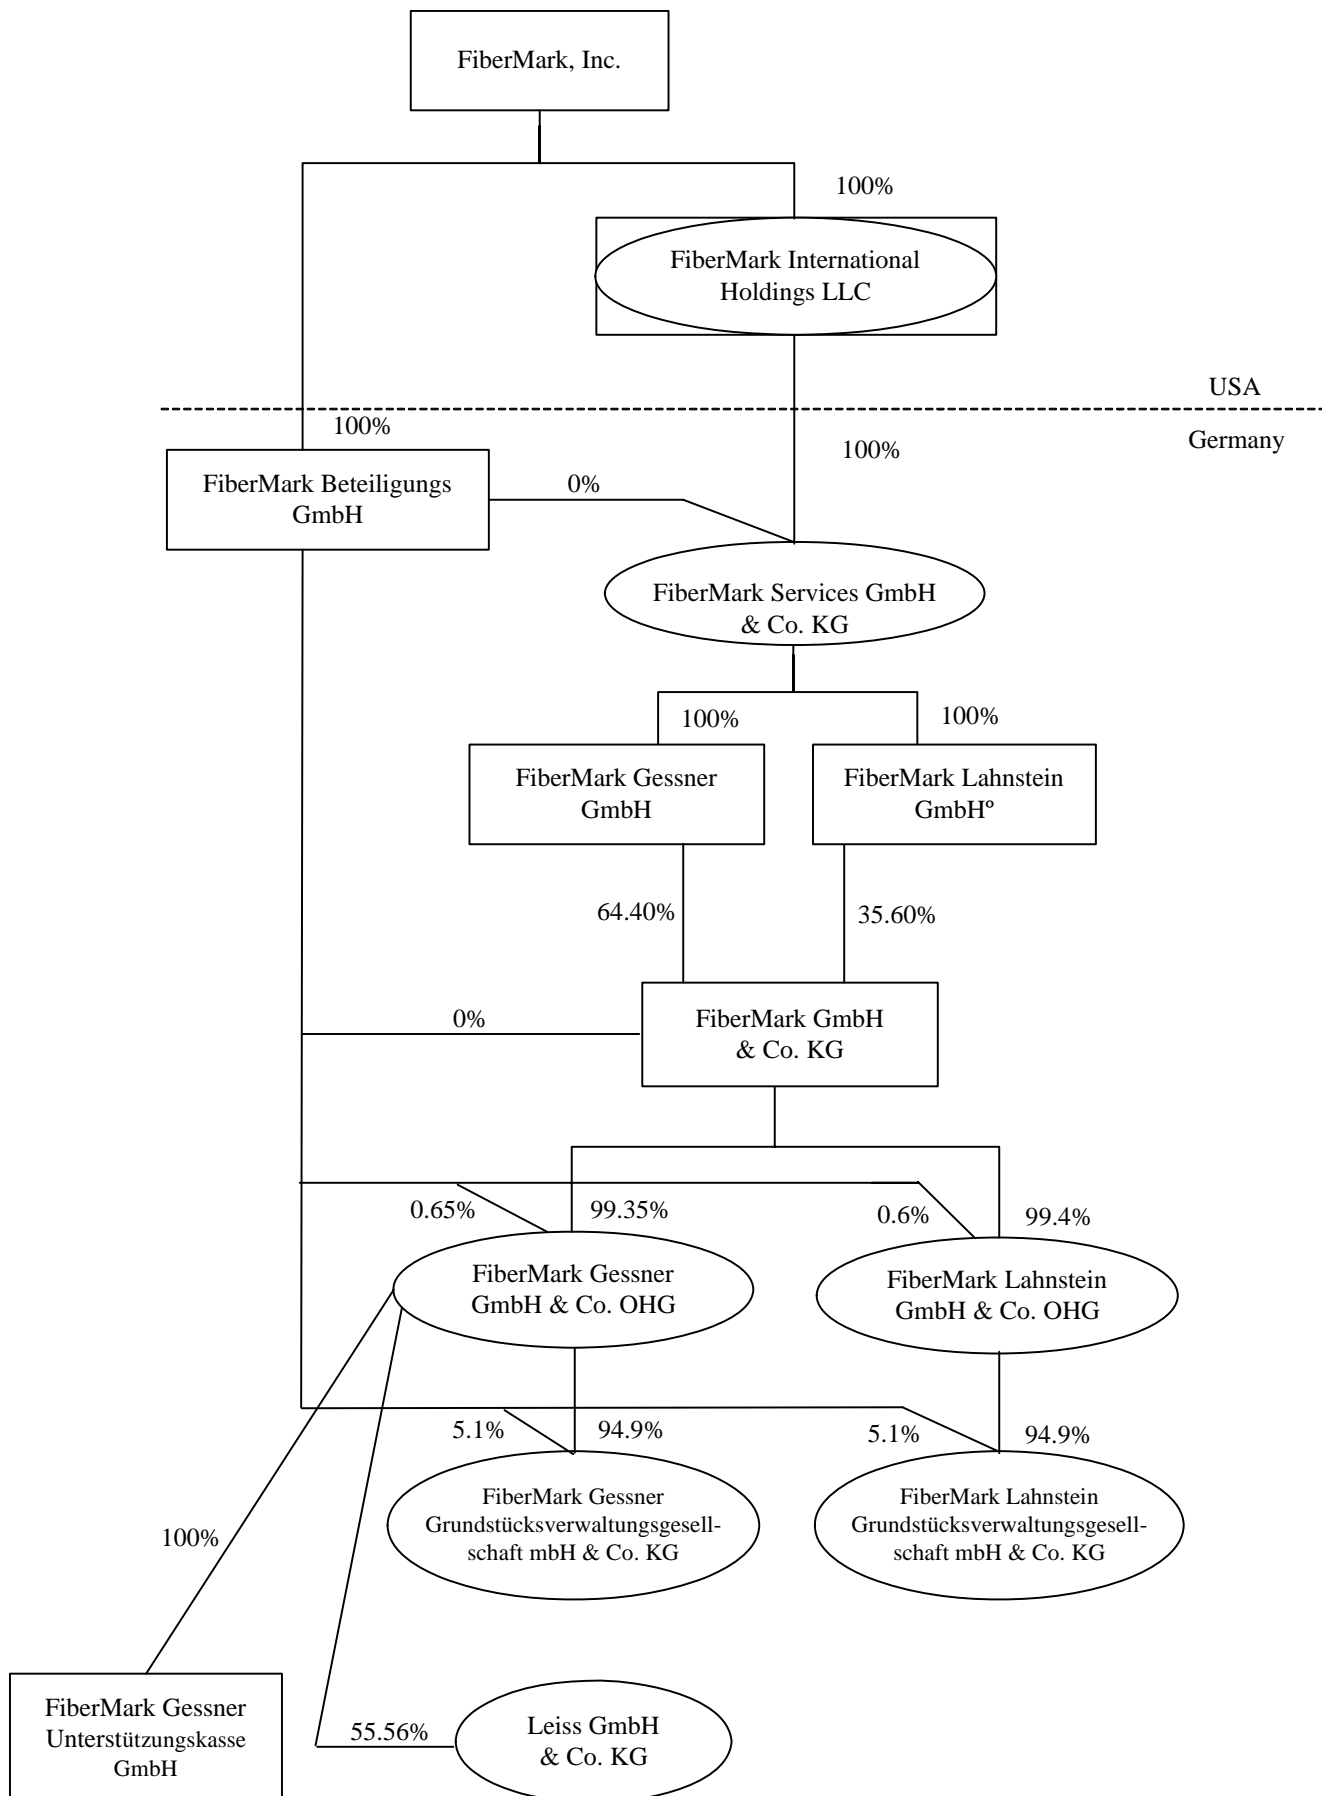 FiberMark, Inc.
100%
FiberMark International
Holdings LLC
USA
100%
Germany
100%
FiberMark Beteiligungs
GmbH
0%
FiberMark Services GmbH
& Co. KG
100%
100%
FiberMark Gessner
GmbH
FiberMark Lahnstein
GmbHº
64.40%
35.60%
FiberMark GmbH
& Co. KG
0%
0.65%
99.35%
0.6%
99.4%
FiberMark Gessner
GmbH & Co. OHG
FiberMark Lahnstein
GmbH & Co. OHG
5.1%
94.9%
5.1%
94.9%
FiberMark Gessner
Grundstücksverwaltungsgesell-
schaft mbH & Co. KG
FiberMark Lahnstein
Grundstücksverwaltungsgesell-
schaft mbH & Co. KG
100%
FiberMark Gessner
Unterstützungskasse
GmbH
55.56%
Leiss GmbH
& Co. KG